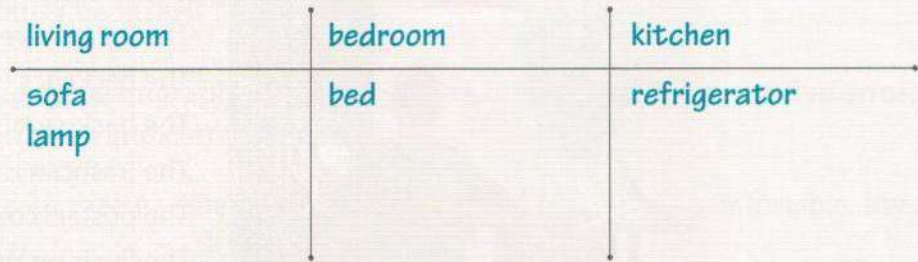 living room bedroom kitchen
sofa bed refrigerator
lamp